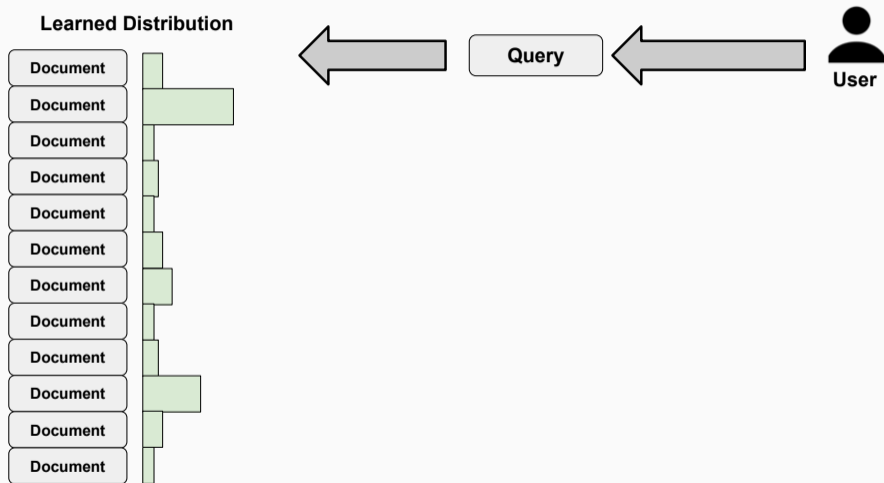 Learned Distribution
Query
User
Document
Document
Document
Document
Document
Document
Document
Document
Document
Document
Document
Document